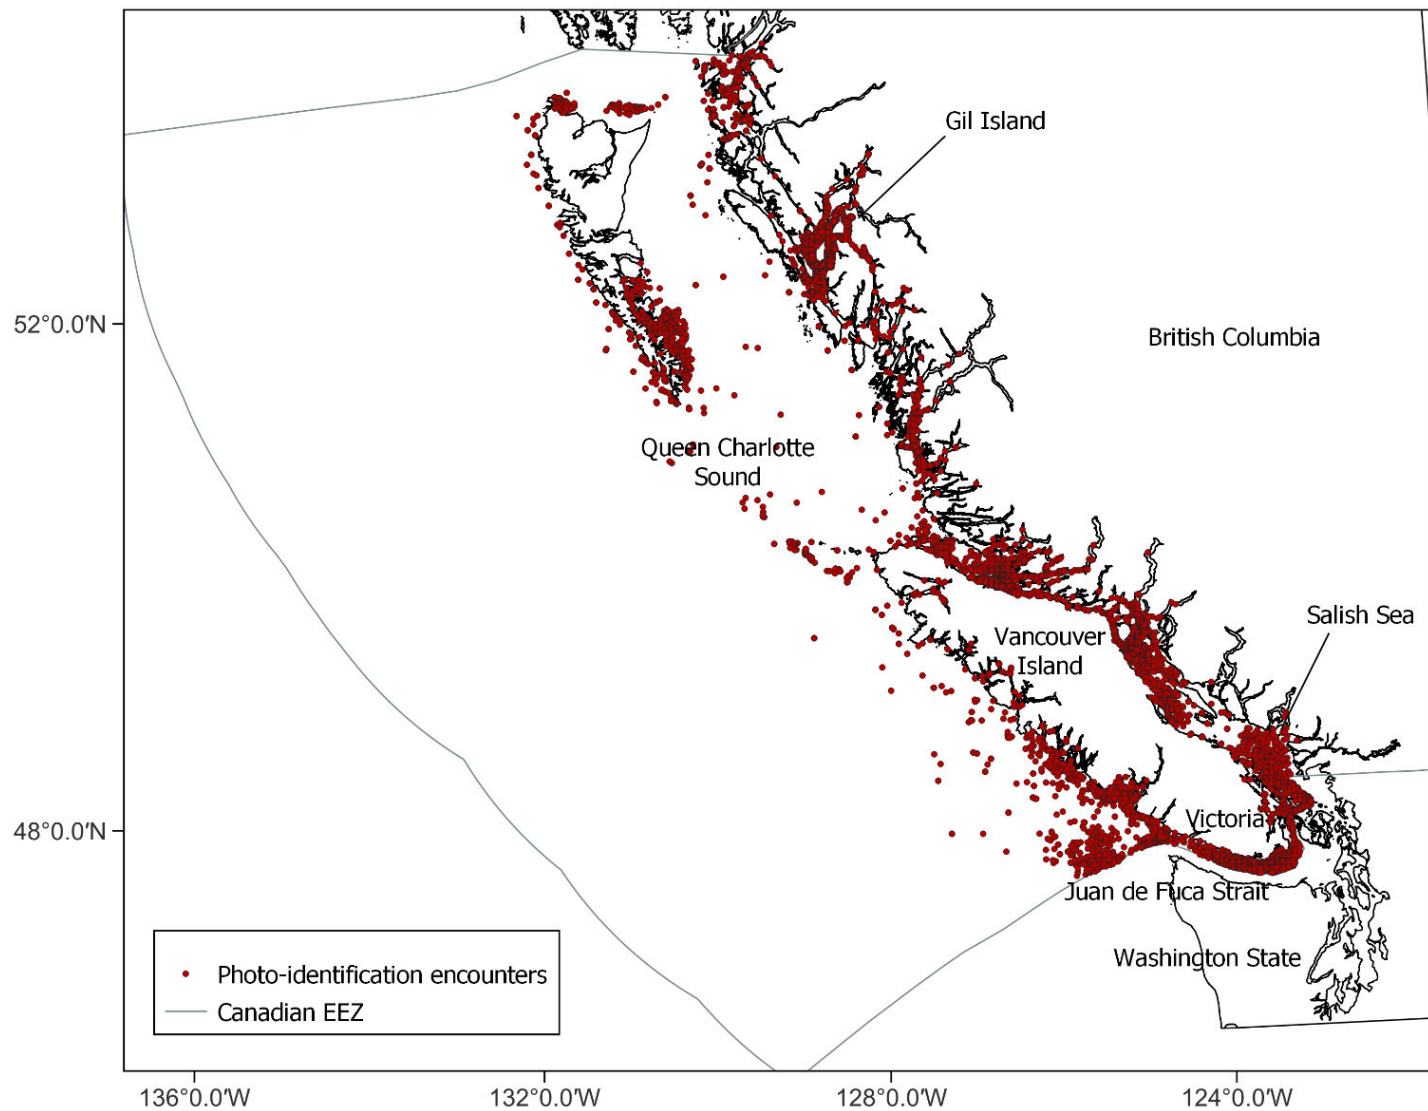 Gil Island
52°0.0′N
British Columbia
Queen Charlotte
Sound
Salish Sea
Vancouver
Island
Victoria
48°0.0′N
Juan de Fuca Strait
Washington State
Photo-identification encounters
Canadian EEZ
136°0.0′W
132°0.0′W
128°0.0′W
124°0.0′W